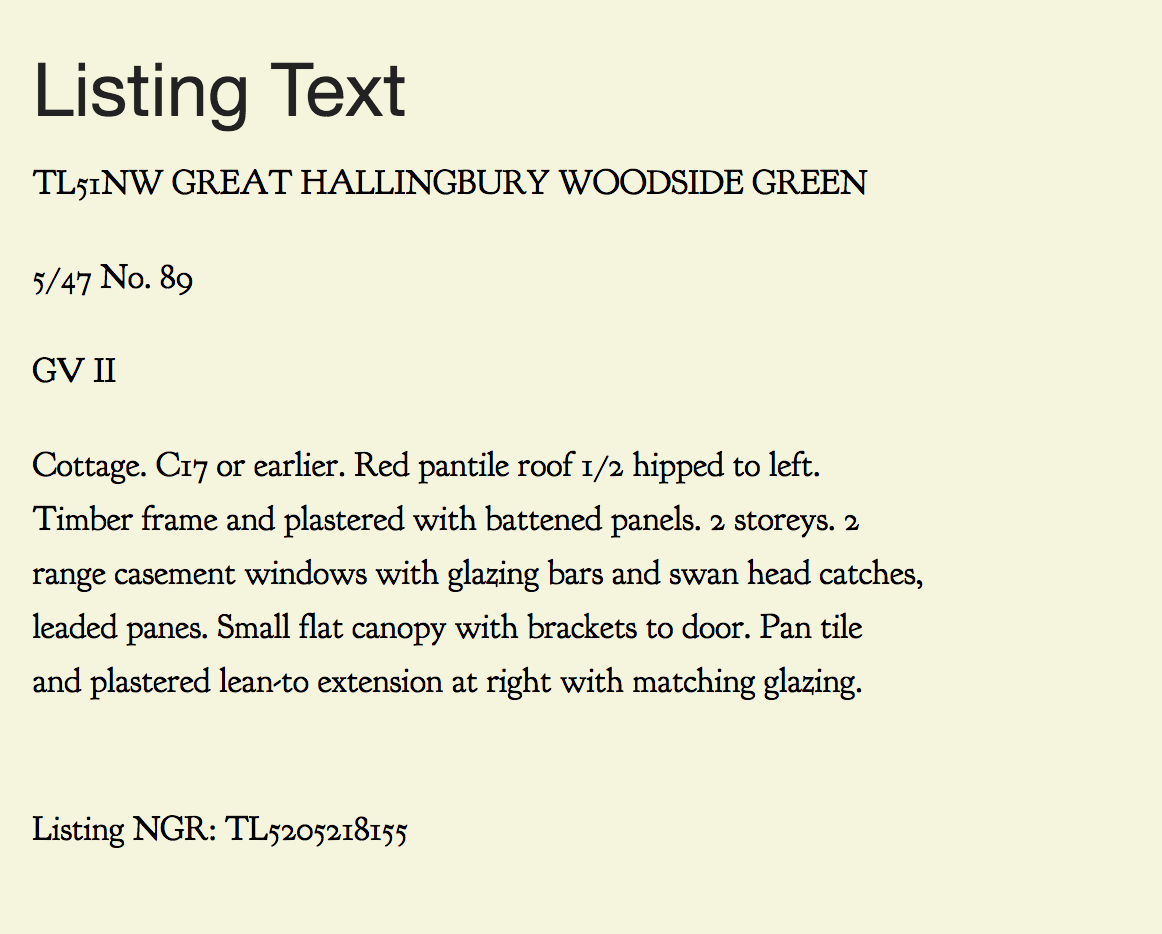 Listing Text
TL51NW GREAT HALLINGBURY WOODSIDE GREEN
5/47 No. 89
GV II
Cottage. C17 or earlier. Red pantile roof 1/2 hipped to left.
Timber frame and plastered with battened panels. 2 storeys. 2
range casement windows with glazing bars and swan head catches,
leaded panes. Small flat canopy with brackets to door. Pan tile
and plastered lean-to extension at right with matching glazing.
Listing NGR: TL5205218155